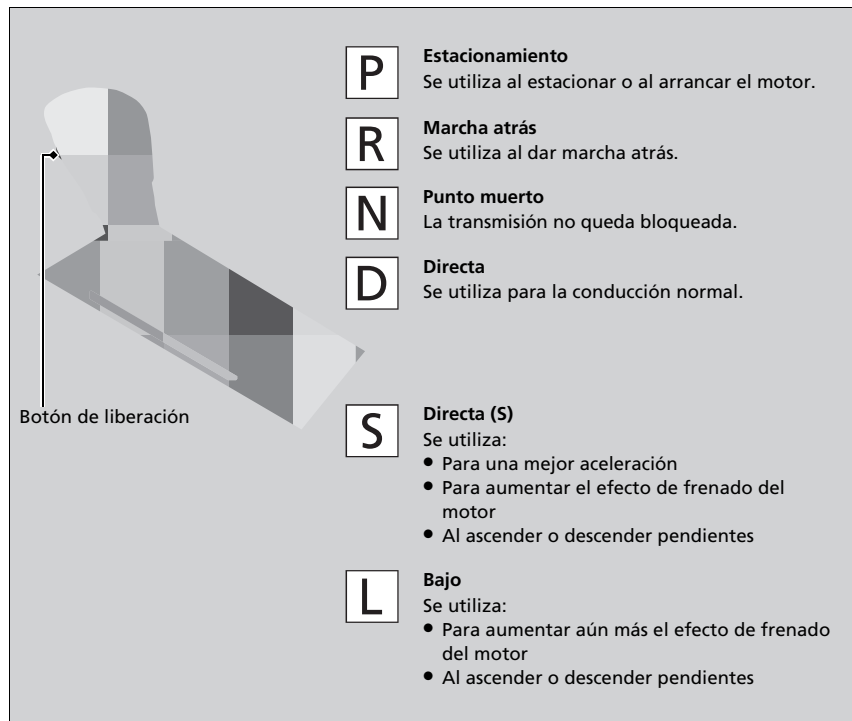 P
Estacionamiento
Se utiliza al estacionar o al arrancar el motor.
R
Marcha atrás
Se utiliza al dar marcha atrás.
N
Punto muerto
La transmisión no queda bloqueada.
D
Directa
Se utiliza para la conducción normal.
Botón de liberación
S
Directa (S)
Se utiliza:
● Para una mejor aceleración
● Para aumentar el efecto de frenado del
motor
● Al ascender o descender pendientes
L
Bajo
Se utiliza:
● Para aumentar aún más el efecto de frenado
del motor
● Al ascender o descender pendientes